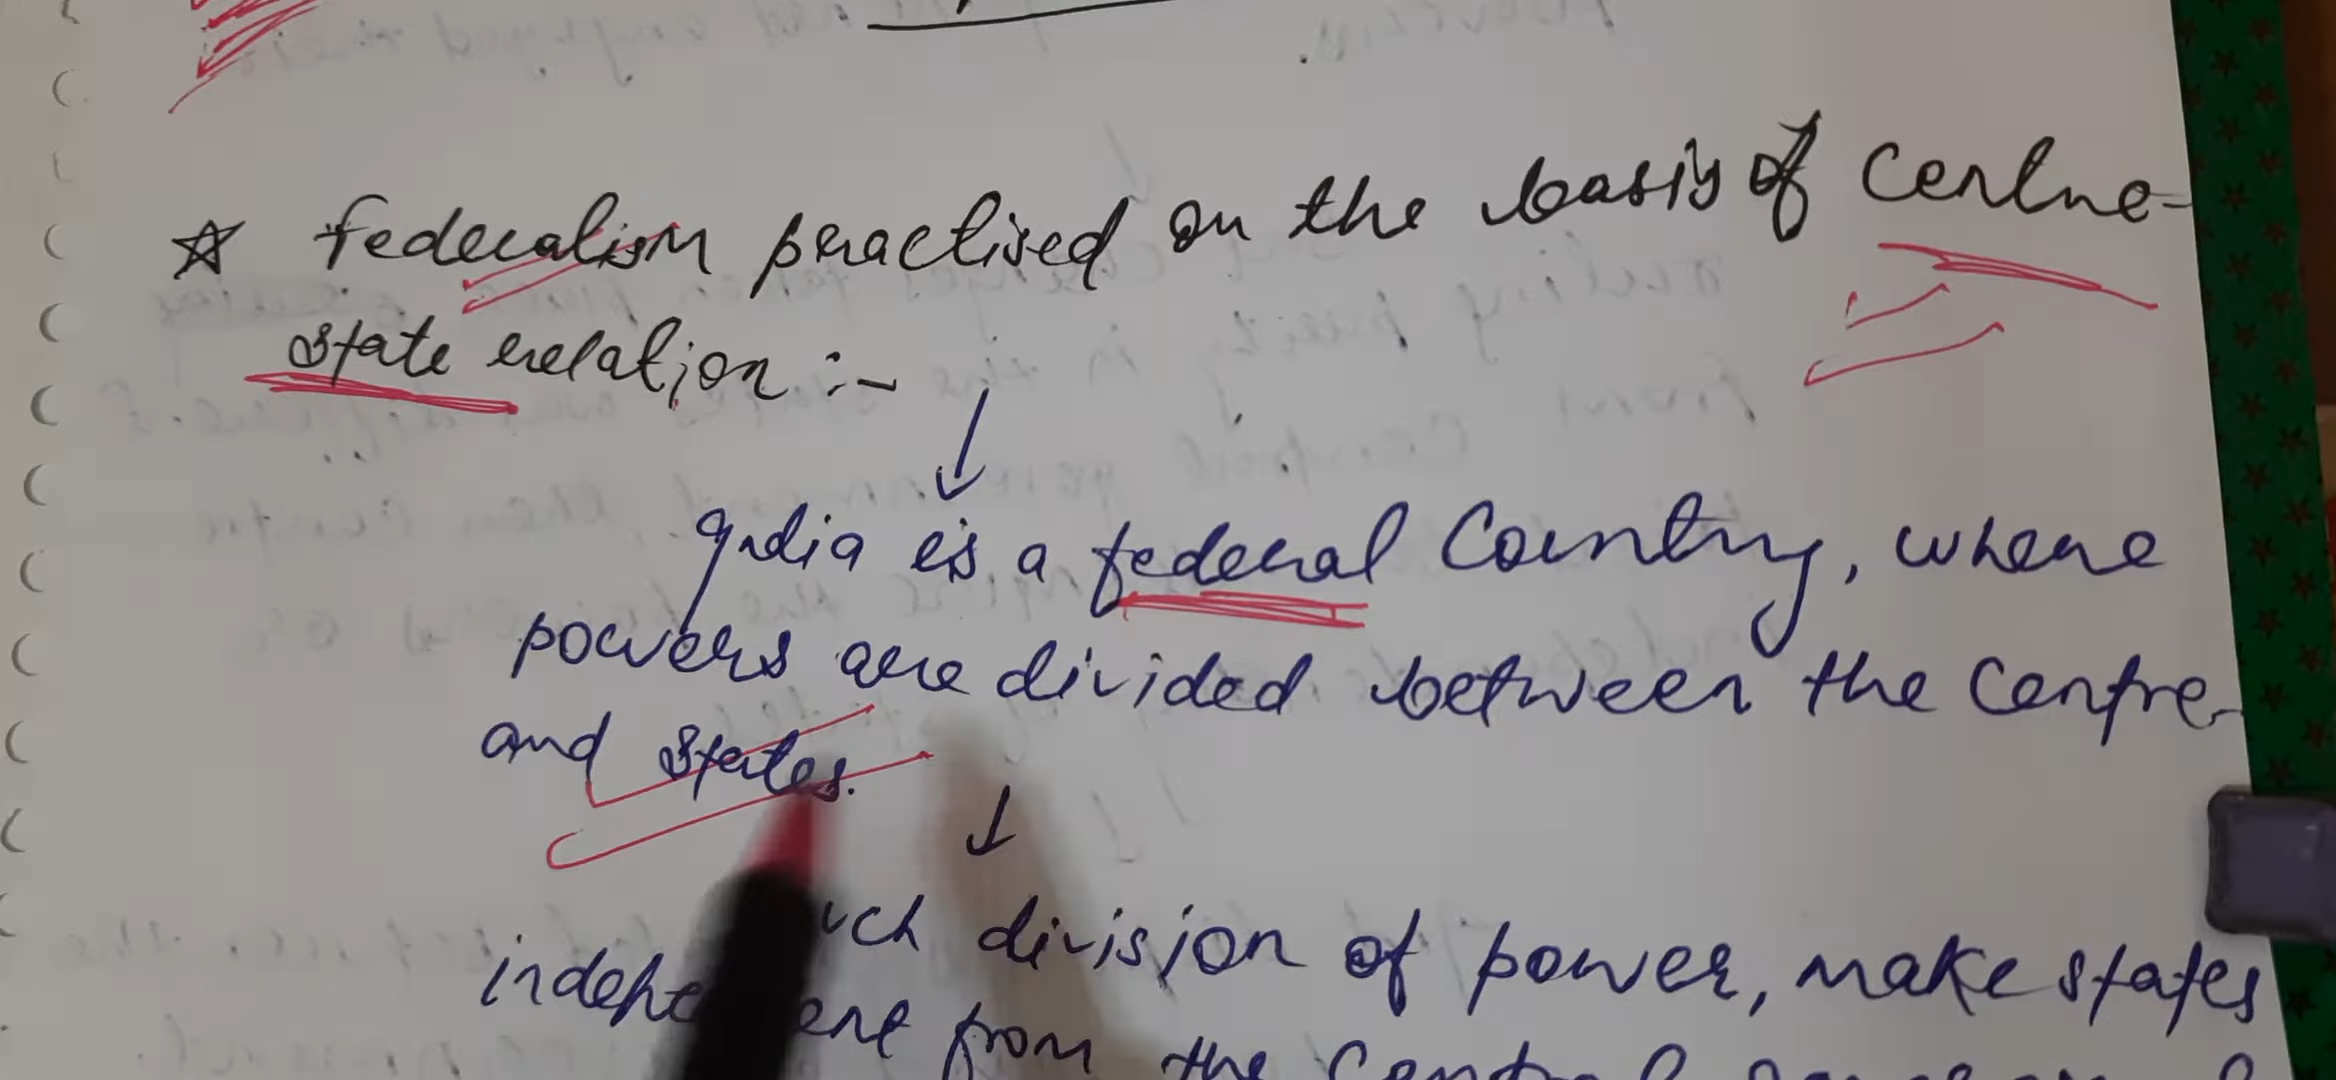 ☆ federalism practised on the basis of centre-
state relation :-
↓
India is a federal Country, where
powers are divided between the Centre
and states.
↓
division of power, make states
from the